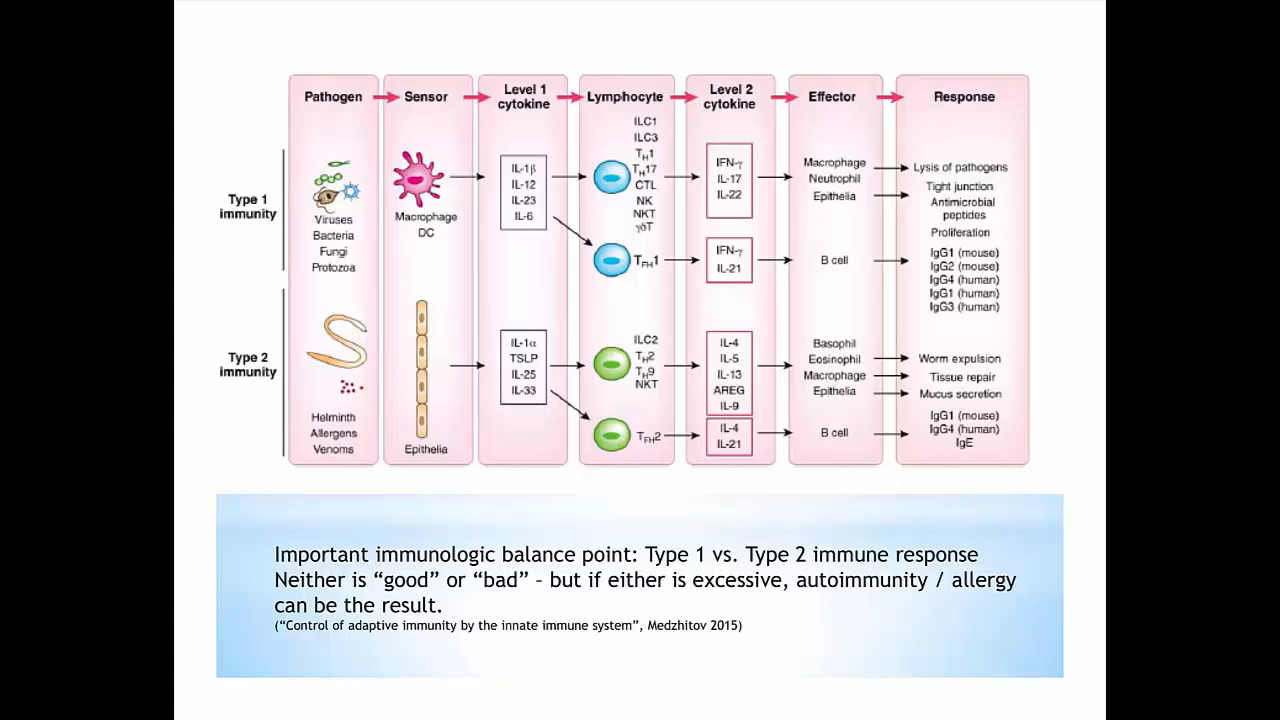 Pathogen
Sensor
Level 1
cytokine
Lymphocyte
Level 2
cytokine
Effector
Response
Type 1
immunity
Viruses
Bacteria
Fungi
Protozoa
Macrophage
DC
IL-1β
IL-12
IL-23
IL-6
ILC1
ILC3
TH1
TH17
CTL
NK
NKT
γδT
IFN-γ
IL-17
IL-22
Macrophage
Neutrophil
Epithelia
Lysis of pathogens
Tight junction
Antimicrobial
peptides
Proliferation
TFH1
IFN-γ
IL-21
B cell
IgG1 (mouse)
IgG2 (mouse)
IgG4 (human)
IgG1 (human)
IgG3 (human)
Type 2
immunity
Helminth
Allergens
Venoms
Epithelia
IL-1α
TSLP
IL-25
IL-33
ILC2
TH2
TH9
NKT
IL-4
IL-5
IL-13
AREG
IL-9
Basophil
Eosinophil
Macrophage
Epithelia
Worm expulsion
Tissue repair
Mucus secretion
TFH2
IL-4
IL-21
B cell
IgG1 (mouse)
IgG4 (human)
IgE
Important immunologic balance point: Type 1 vs. Type 2 immune response
Neither is “good” or “bad” – but if either is excessive, autoimmunity / allergy
can be the result.
(“Control of adaptive immunity by the innate immune system”, Medzhitov 2015)